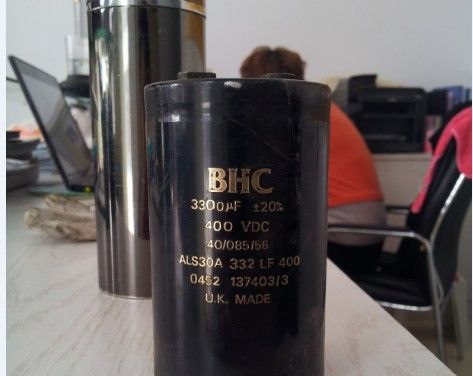 BHC
3300µF ±20%
400 VDC
40/085/56
ALS30A 332 LF 400
0452 137403/3
U.K. MADE